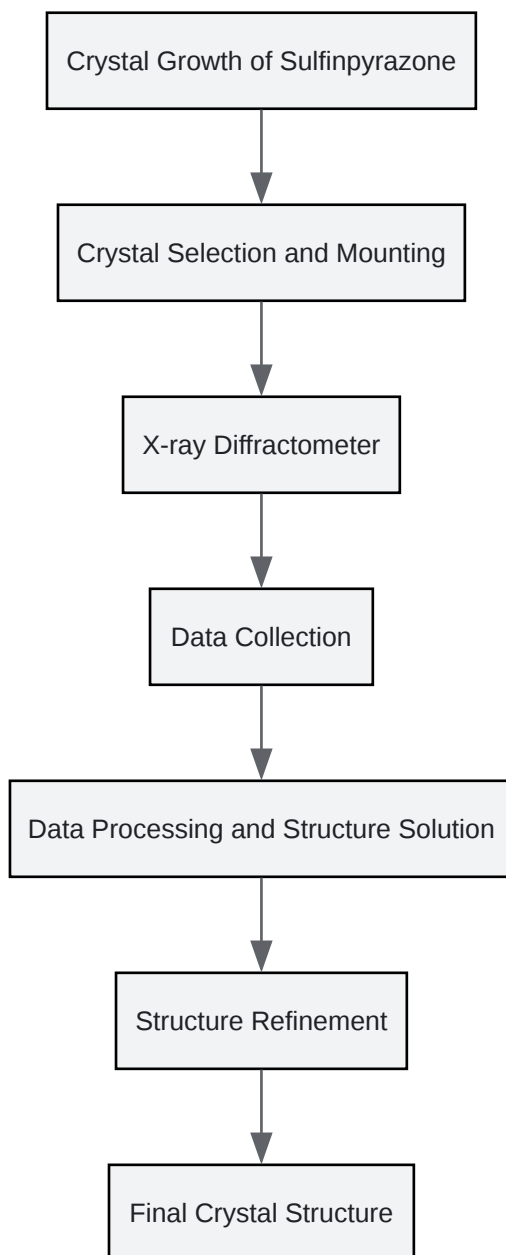 Crystal Growth of Sulfinpyrazone
Crystal Selection and Mounting
X-ray Diffractometer
Data Collection
Data Processing and Structure Solution
Structure Refinement
Final Crystal Structure